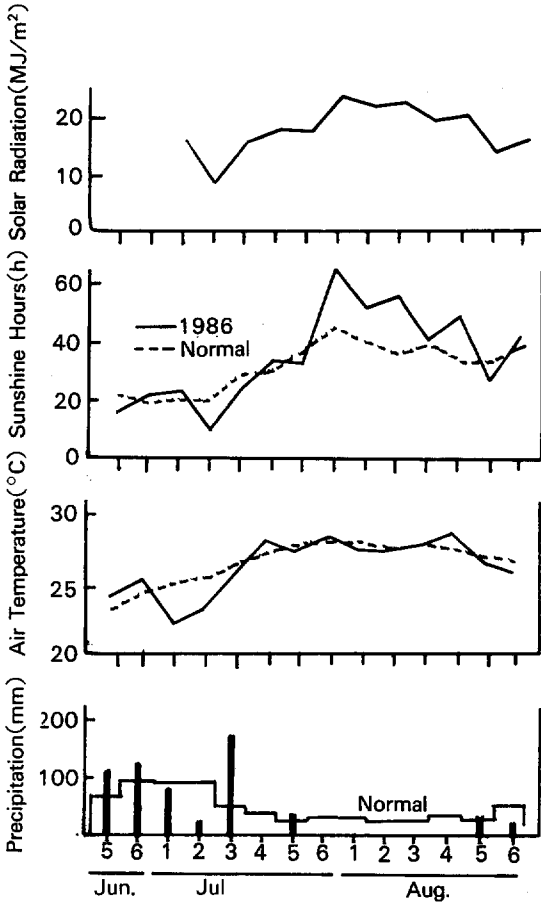 Solar Radiation(MJ/m²)
20
10
0
Sunshine Hours(h)
60
40
20
0
1986
Normal
Air Temperature(°C)
30
25
20
Precipitation(mm)
200
100
Normal
5 6 1 2 3 4 5 6 1 2 3 4 5 6
Jun. Jul Aug.